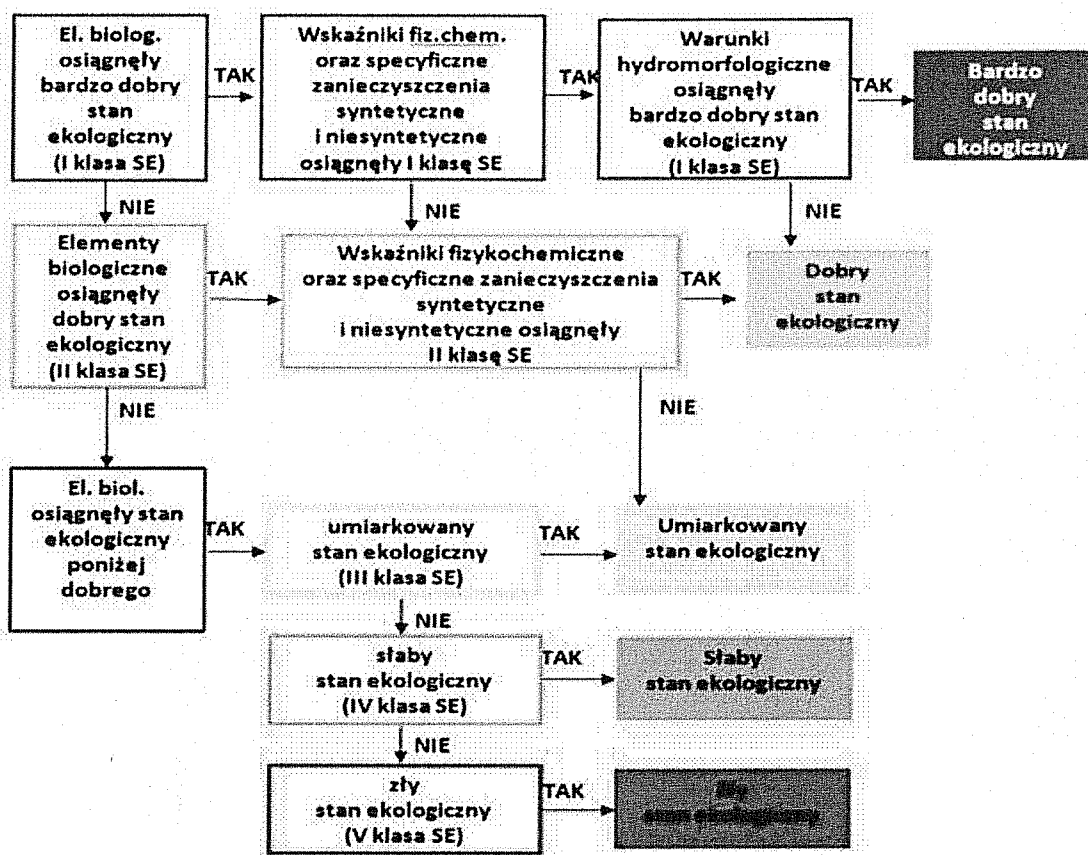 El. biolog.
osiągnęły
bardzo dobry
stan
ekologiczny
(I klasa SE)
TAK
Wskaźniki fiz.chem.
oraz specyficzne
zanieczyszczenia
syntetyczne
i niesyntetyczne
osiągnęły I klasę SE
TAK
Warunki
hydromorfologiczne
osiągnęły
bardzo dobry stan
ekologiczny
(I klasa SE)
TAK
Bardzo
dobry
stan
ekologiczny
NIE
NIE
NIE
Elementy
biologiczne
osiągnęły
dobry stan
ekologiczny
(II klasa SE)
TAK
Wskaźniki fizykochemiczne
oraz specyficzne zanieczyszczenia
syntetyczne
i niesyntetyczne osiągnęły
II klasę SE
TAK
Dobry
stan
ekologiczny
NIE
NIE
El. biol.
osiągnęły stan
ekologiczny
poniżej
dobrego
TAK
umiarkowany
stan ekologiczny
(III klasa SE)
TAK
Umiarkowany
stan ekologiczny
NIE
słaby
stan ekologiczny
(IV klasa SE)
TAK
Słaby
stan ekologiczny
NIE
zły
stan ekologiczny
(V klasa SE)
TAK
stan ekologiczny